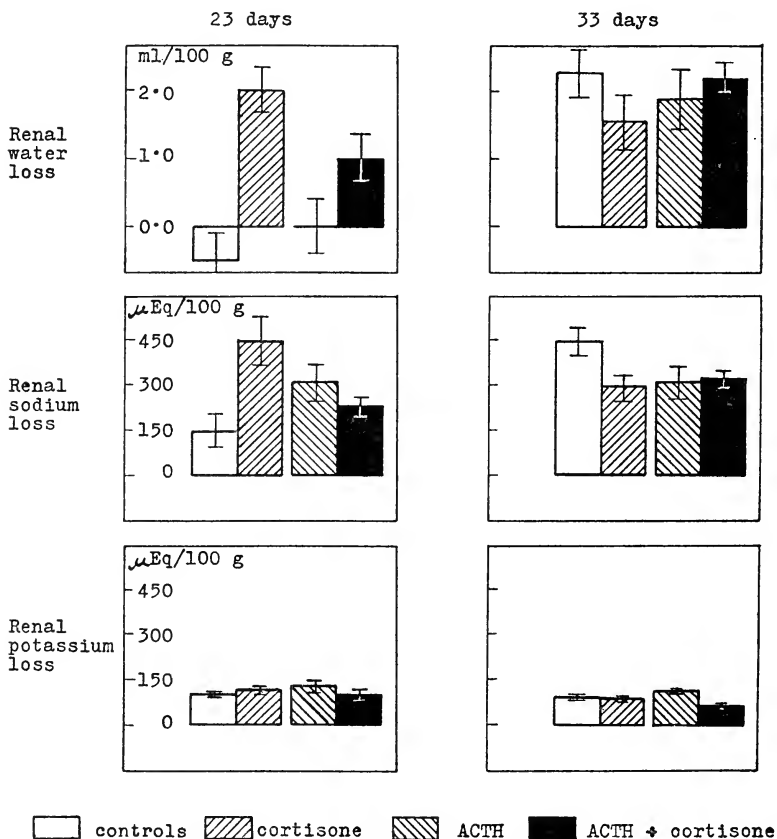 23 days 33 days
ml/100 g
2·0
Renal
water
loss
1·0
0·0
μEq/100 g
450
Renal
sodium
loss
300
150
0
μEq/100 g
450
Renal
potassium
loss
300
150
0
controls cortisone ACTH ACTH + cortisone